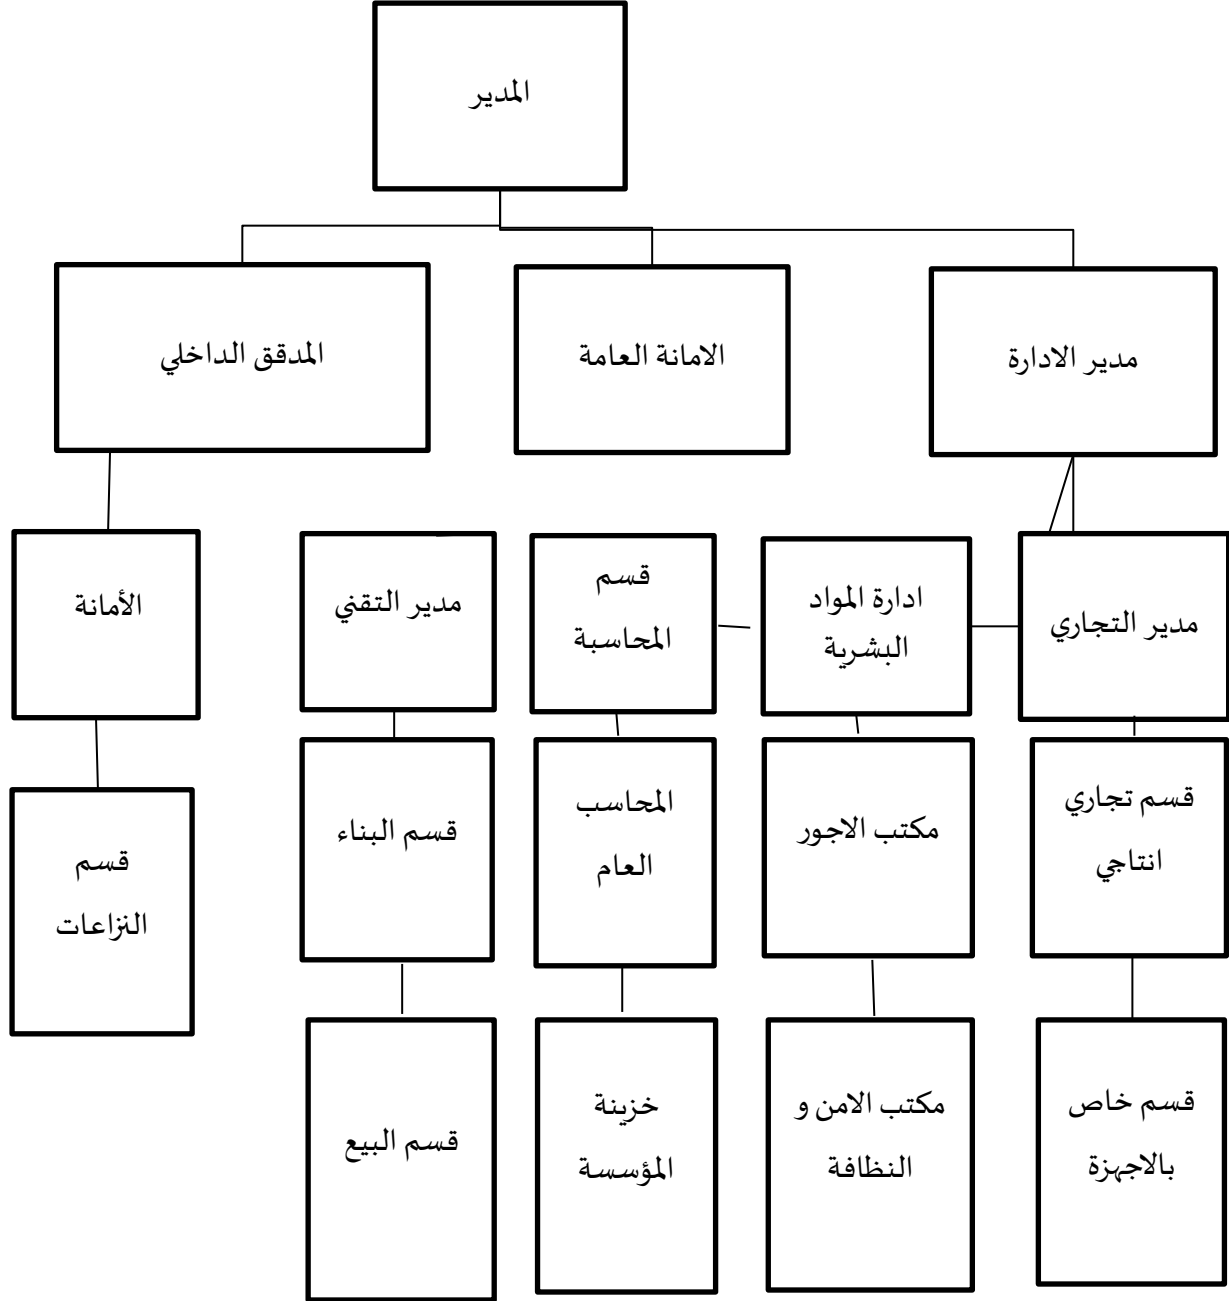 المدير
مدير الادارة
الامانة العامة
المدقق الداخلي
مدير التجاري
ادارة المواد
البشرية
قسم
المحاسبة
مدير التقني
الأمانة
قسم تجاري
انتاجي
مكتب الاجور
المحاسب
العام
قسم البناء
قسم
النزاعات
قسم خاص
بالاجهزة
مكتب الامن و
النظافة
خزينة
المؤسسة
قسم البيع